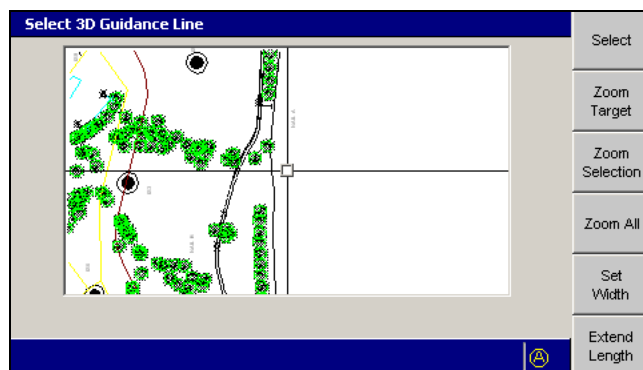 Select 3D Guidance Line
Select
Zoom
Target
Zoom
Selection
Zoom All
Set
Width
Extend
Length
A